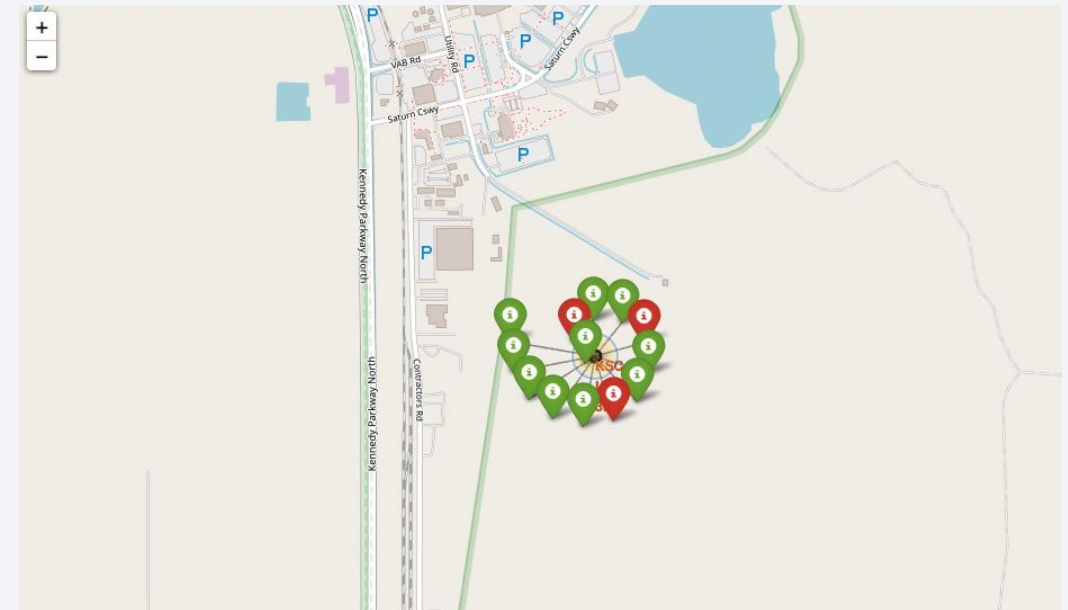 +
−
P
P
P
Utility Rd
Saturn Cswy
VAB Rd
P
Saturn Cswy
P
Kennedy Parkway North
P
i
i
i
i
i
i
i
i
KSC
i
i
i
i
i
Kennedy Parkway North
Contractors Rd